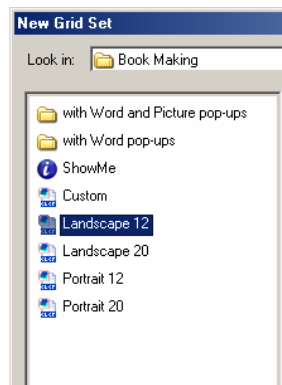 New Grid Set
Look in: Book Making
with Word and Picture pop-ups
with Word pop-ups
ShowMe
Custom
Landscape 12
Landscape 20
Portrait 12
Portrait 20